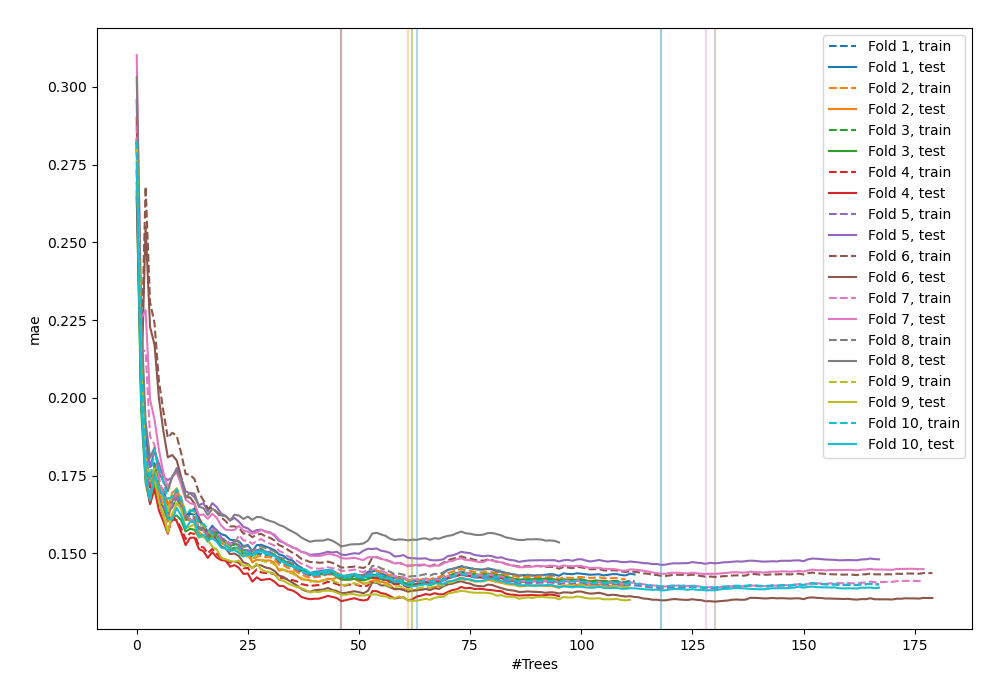 0.300
0.275
0.250
0.225
0.200
0.175
0.150
mae
0
25
50
75
100
125
150
175
#Trees
Fold 1, train
Fold 1, test
Fold 2, train
Fold 2, test
Fold 3, train
Fold 3, test
Fold 4, train
Fold 4, test
Fold 5, train
Fold 5, test
Fold 6, train
Fold 6, test
Fold 7, train
Fold 7, test
Fold 8, train
Fold 8, test
Fold 9, train
Fold 9, test
Fold 10, train
Fold 10, test